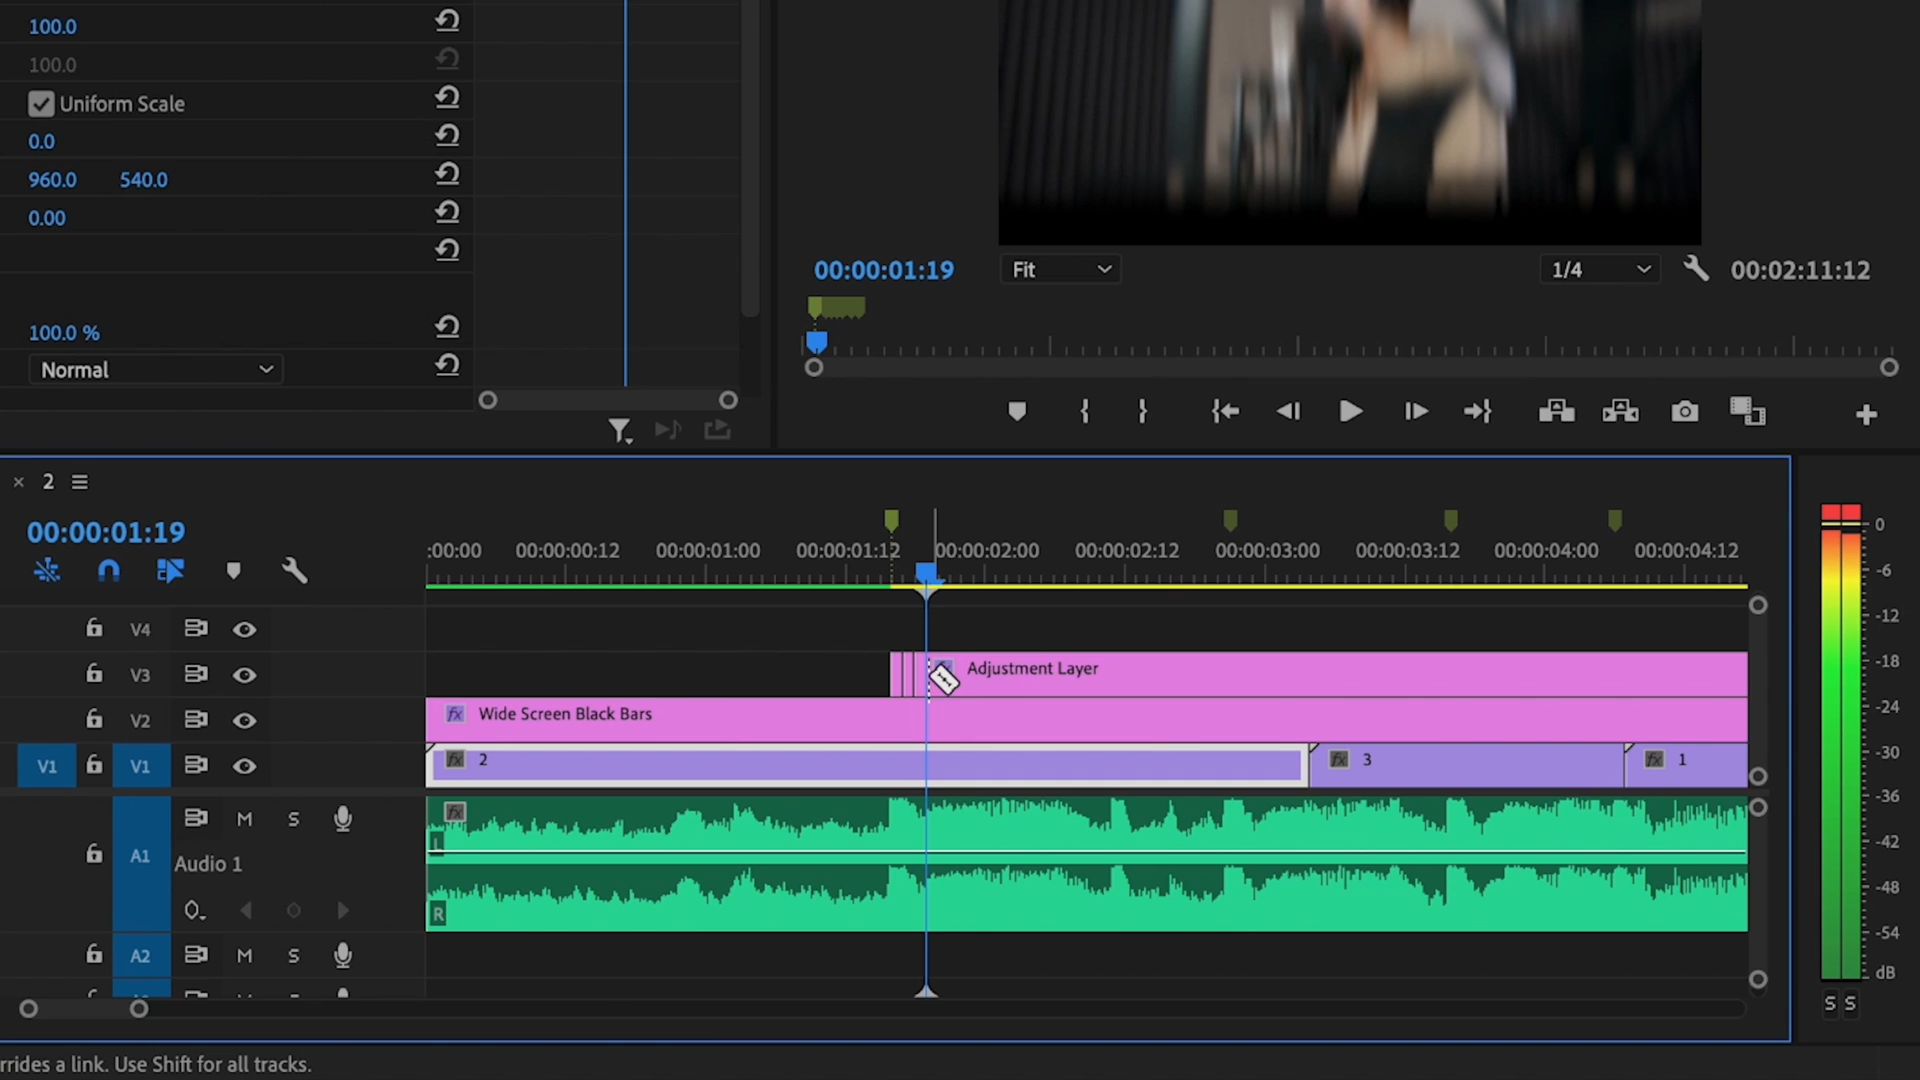 100.0
100.0
Uniform Scale
0.0
960.0 540.0
0.00
100.0 %
Normal
00:00:01:19
Fit
1/4
00:02:11:12
2
00:00:01:19
:00:00 00:00:00:12 00:00:01:00 00:00:01:12 00:00:02:00 00:00:02:12 00:00:03:00 00:00:03:12 00:00:04:00 00:00:04:12
V4
V3
Adjustment Layer
V2
fx Wide Screen Black Bars
V1 V1
fx 2
fx 3
fx 1
A1
M S
Audio 1
fx
L
R
A2
M S
0
-6
-12
-18
-24
-30
-36
-42
-48
-54
dB
S S
rrides a link. Use Shift for all tracks.